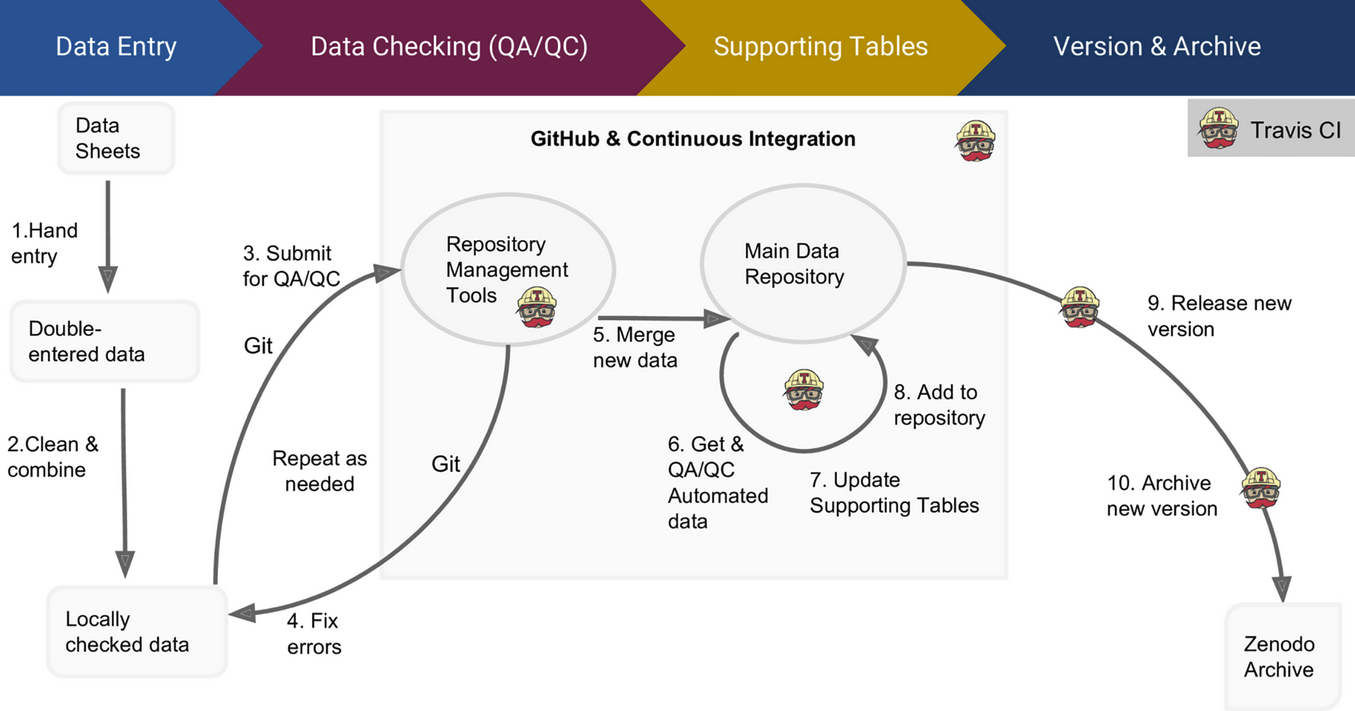 Data Entry
Data Checking (QA/QC)
Supporting Tables
Version & Archive
Data
Sheets
GitHub & Continuous Integration
T
T
Travis CI
1.Hand
entry
3. Submit
for QA/QC
Repository
Management
Tools
T
Main Data
Repository
T
9. Release new
version
Double-
entered data
Git
5. Merge
new data
T
8. Add to
repository
2.Clean &
combine
Repeat as
needed
Git
6. Get &
QA/QC
Automated
data
7. Update
Supporting Tables
10. Archive
new version
T
Locally
checked data
4. Fix
errors
Zenodo
Archive